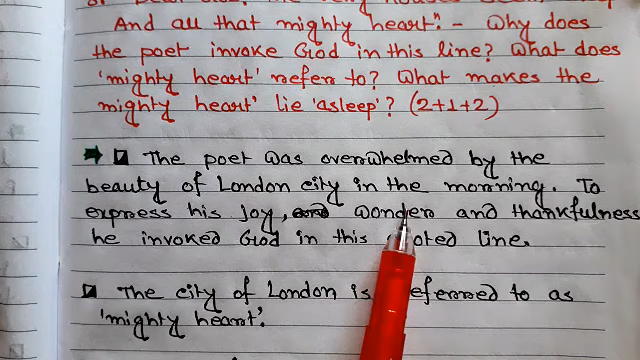 And all that mighty heart". - Why does
the poet invoke God in this line? What does
'mighty heart' refer to? What makes the
mighty heart' lie 'asleep'? (2+1+2)
The poet was overwhelmed by the
beauty of London city in the morning. To
express his joy, wonder and thankfulness
he invoked God in this line.
The city of London is to as
'mighty heart'.